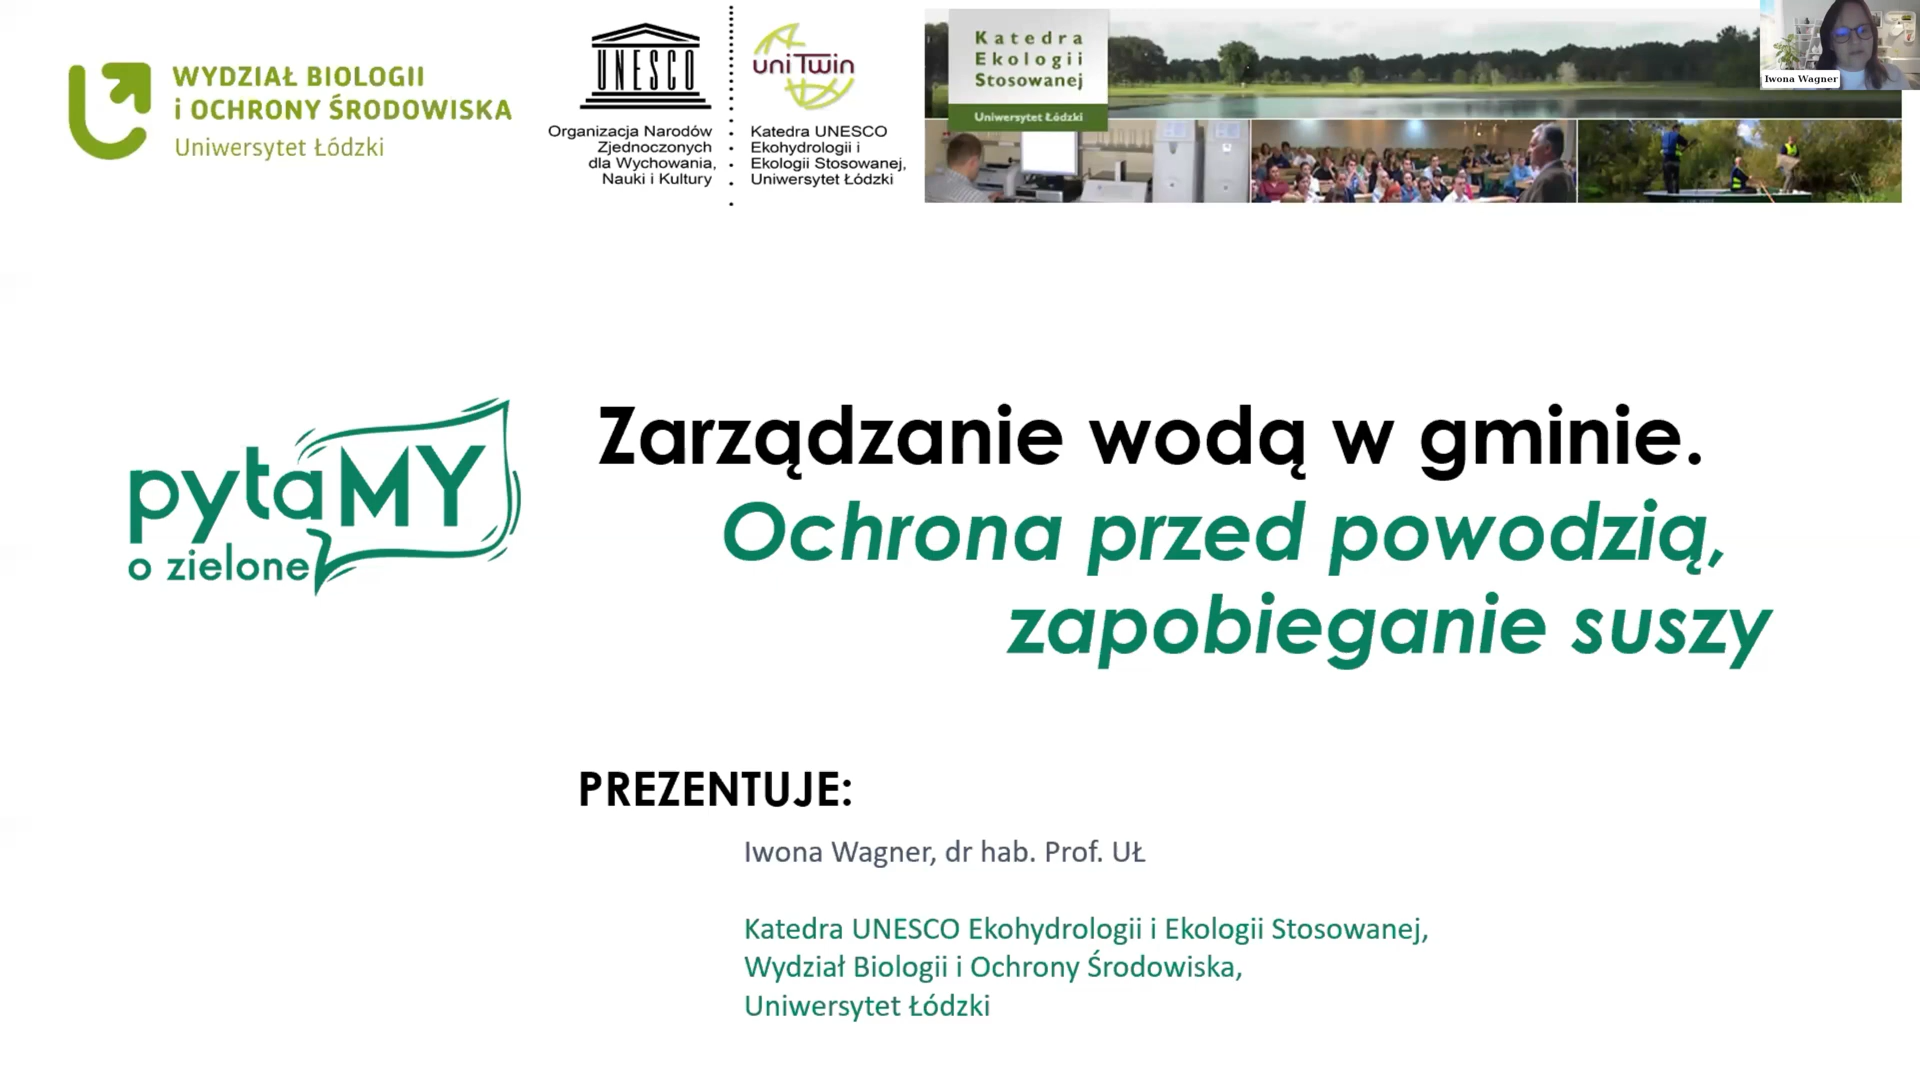 WYDZIAŁ BIOLOGII
i OCHRONY ŚRODOWISKA
Uniwersytet Łódzki
UNESCO
Organizacja Narodów
Zjednoczonych
dla Wychowania,
Nauki i Kultury
uniTwin
Katedra UNESCO
Ekohydrologii i
Ekologii Stosowanej,
Uniwersytet Łódzki
Katedra
Ekologii
Stosowanej
Uniwersytet Łódzki
Iwona Wagner
pytaMY
o zielone
Zarządzanie wodą w gminie.
Ochrona przed powodzią,
zapobieganie suszy
PREZENTUJE:
Iwona Wagner, dr hab. Prof. UŁ
Katedra UNESCO Ekohydrologii i Ekologii Stosowanej,
Wydział Biologii i Ochrony Środowiska,
Uniwersytet Łódzki